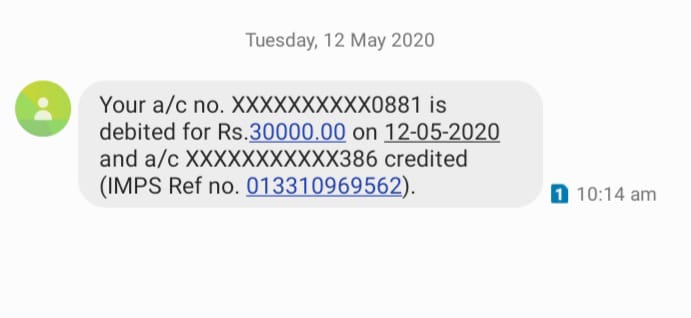 Tuesday, 12 May 2020
Your a/c no. XXXXXXXXXX0881 is
debited for Rs.30000.00 on 12-05-2020
and a/c XXXXXXXXXXX386 credited
(IMPS Ref no. 013310969562).
1 10:14 am